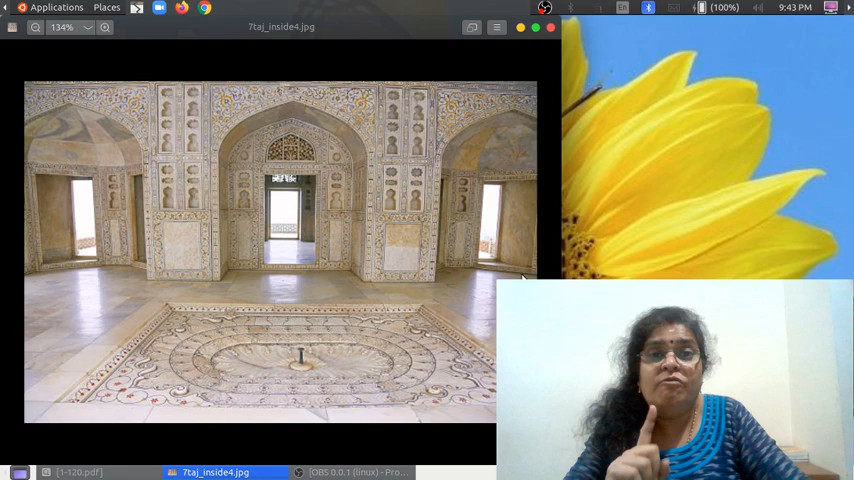 Applications Places En (100%) 9:43 PM
134% 7taj_inside4.jpg
[1-120.pdf] 7taj_inside4.jpg [OBS 0.0.1 (linux) - Pro...